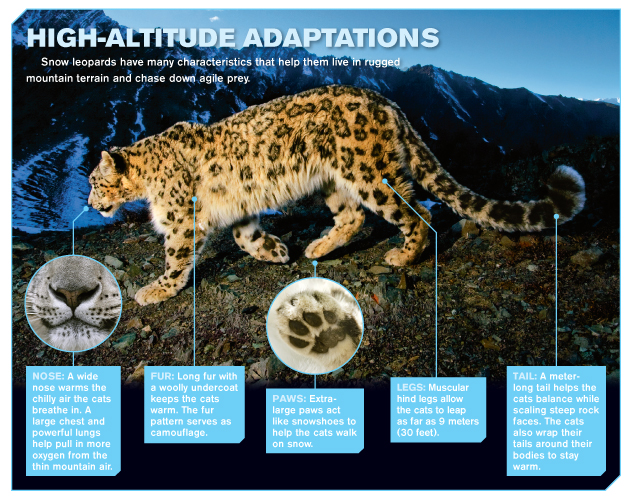 HIGH-ALTITUDE ADAPTATIONS
Snow leopards have many characteristics that help them live in rugged
mountain terrain and chase down agile prey.
NOSE: A wide
nose warms the
chilly air the cats
breathe in. A
large chest and
powerful lungs
help pull in more
oxygen from the
thin mountain air.
FUR: Long fur with
a woolly undercoat
keeps the cats
warm. The fur
pattern serves as
camouflage.
PAWS: Extra-
large paws act
like snowshoes to
help the cats walk
on snow.
LEGS: Muscular
hind legs allow
the cats to leap
as far as 9 meters
(30 feet).
TAIL: A meter-
long tail helps the
cats balance while
scaling steep rock
faces. The cats
also wrap their
tails around their
bodies to stay
warm.